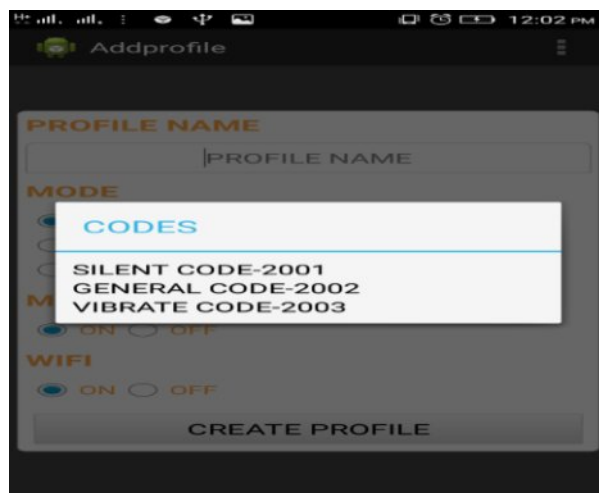 12:02 PM
Addprofile
PROFILE NAME
PROFILE NAME
MODE
CODES
SILENT CODE-2001
GENERAL CODE-2002
VIBRATE CODE-2003
M
ON OFF
WIFI
ON OFF
CREATE PROFILE